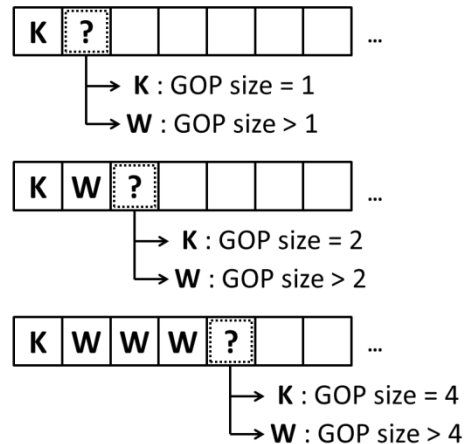 K ? ...
K : GOP size = 1
W : GOP size > 1
K W ? ...
K : GOP size = 2
W : GOP size > 2
K W W W ? ...
K : GOP size = 4
W : GOP size > 4